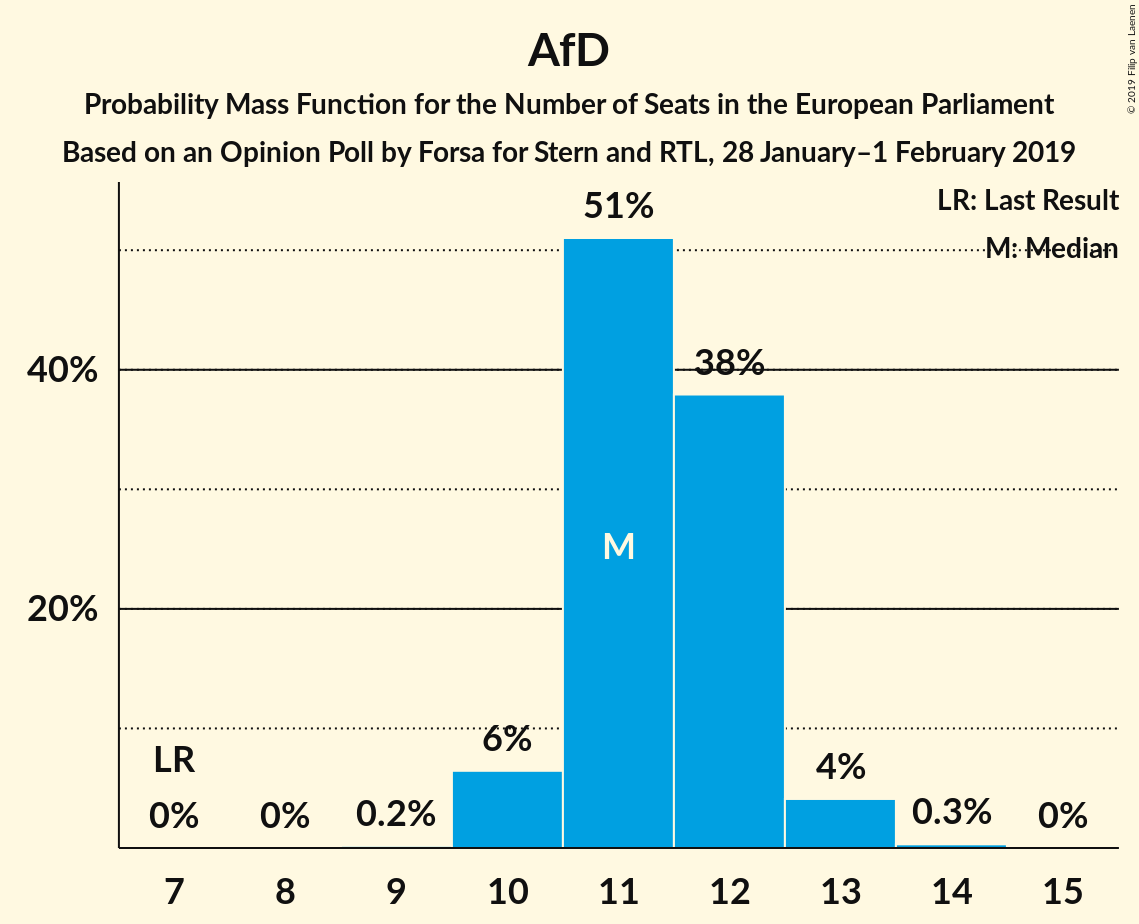 AfD
Probability Mass Function for the Number of Seats in the European Parliament
Based on an Opinion Poll by Forsa for Stern and RTL, 28 January–1 February 2019
© 2019 Filip van Laenen
LR: Last Result
M: Median
51%
40%
38%
M
20%
6%
LR
4%
0%
0%
0.2%
0.3%
0%
7 8 9 10 11 12 13 14 15